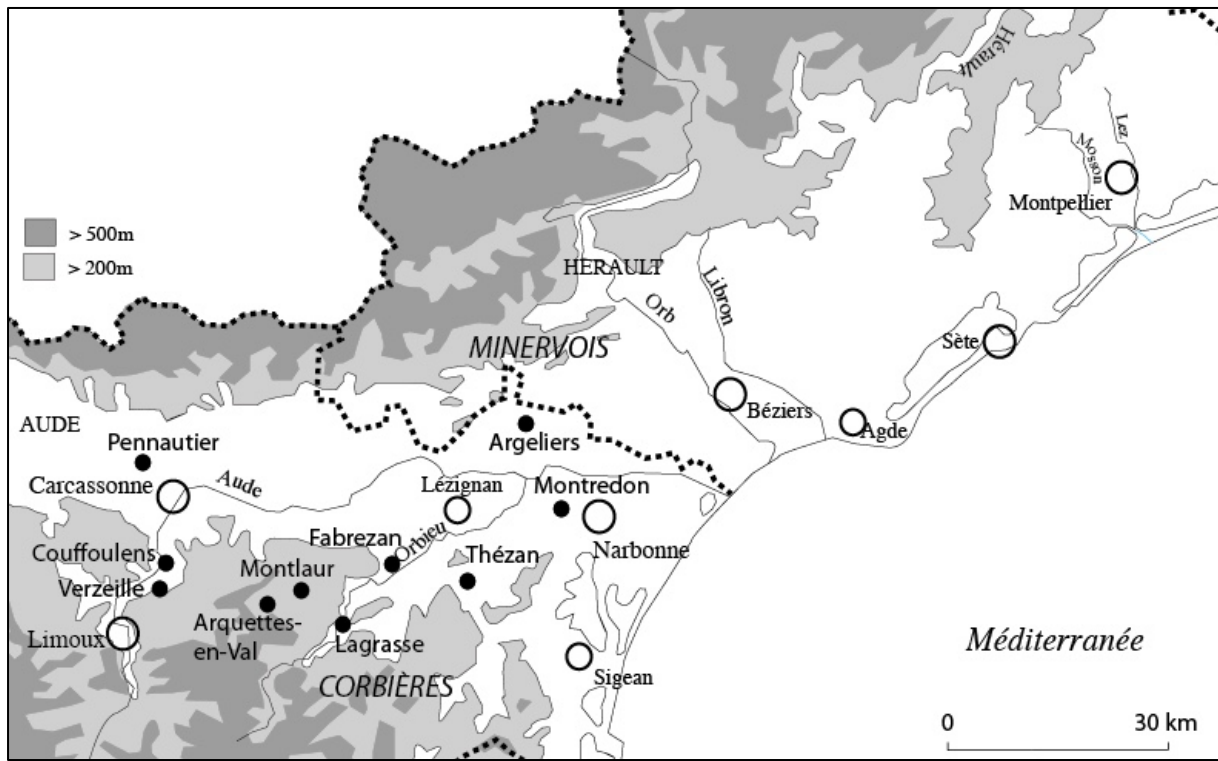 Hérault
Lez
Mosson
Montpellier
> 500m
> 200m
HERAULT
Orb
Libron
MINERVOIS
Sète
Béziers
Agde
AUDE
Pennautier
Argeliers
Carcassonne
Aude
Lézignan
Montredon
Narbonne
Couffoulens
Fabrezan
Orbieu
Thézan
Verzeille
Montlaur
Limoux
Arquettes-
en-Val
Lagrasse
CORBIÈRES
Sigean
Méditerranée
0
30 km